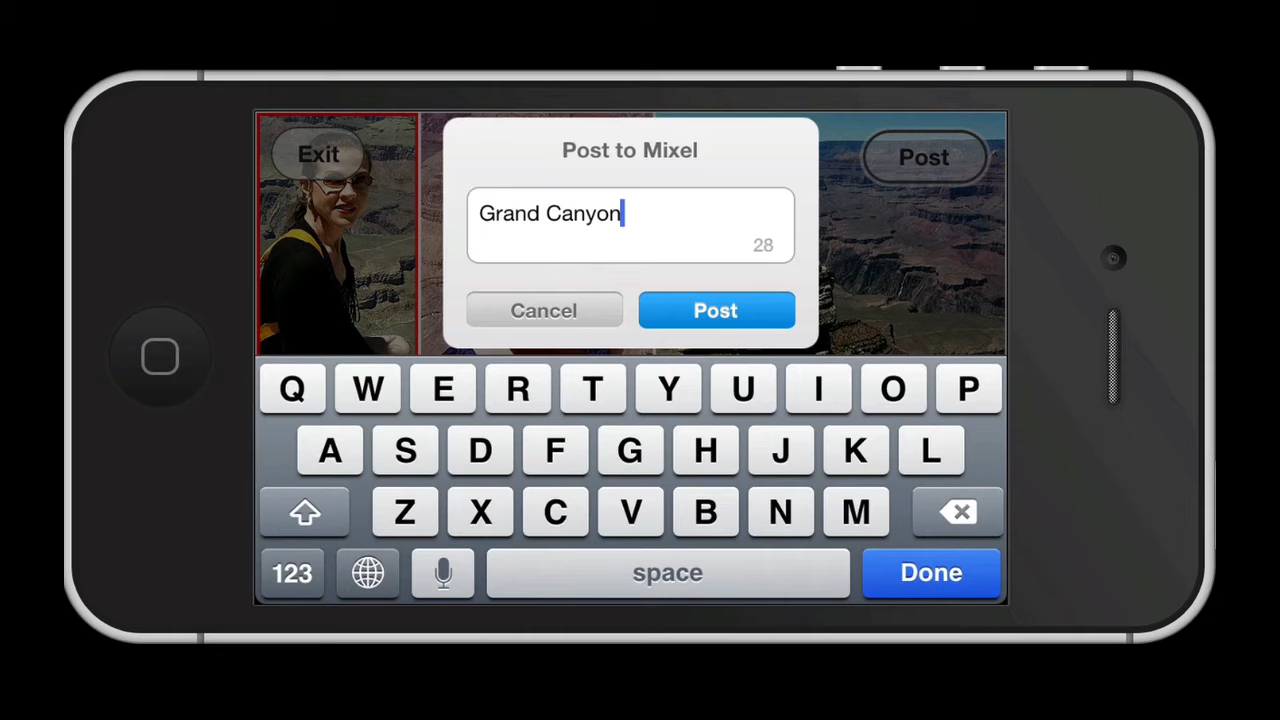 Exit
Post to Mixel
Post
Grand Canyon
28
Cancel
Post
Q W E R T Y U I O P
A S D F G H J K L
Z X C V B N M
123
space
Done